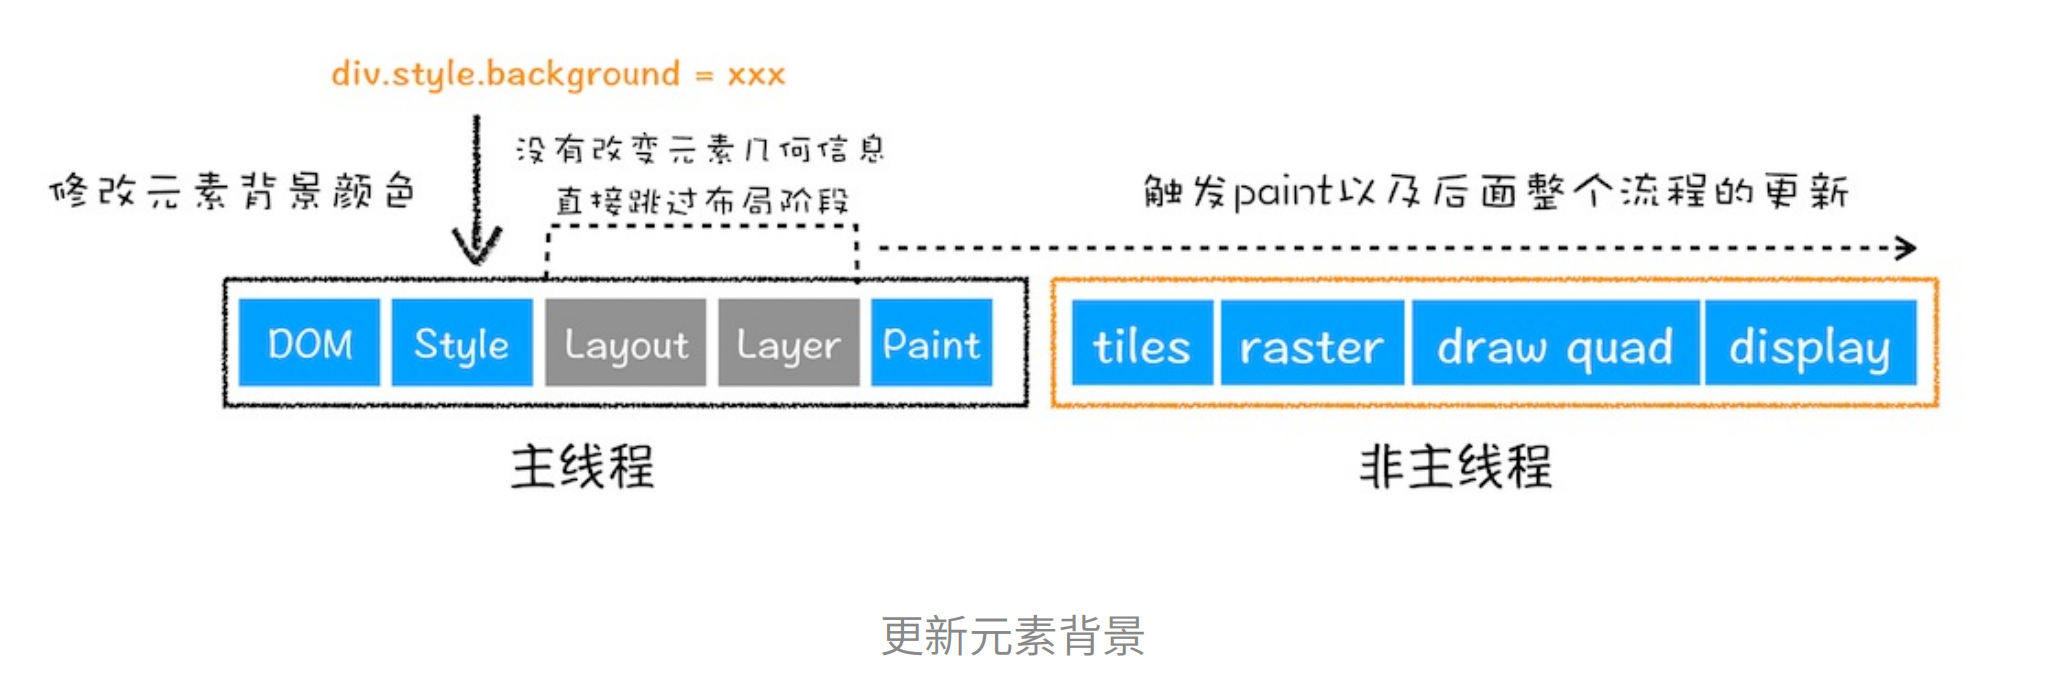 div.style.background = xxx
没有改变元素几何信息
直接跳过布局阶段
修改元素背景颜色
触发paint以及后面整个流程的更新
DOM
Style
Layout
Layer
Paint
tiles
raster
draw quad
display
主线程
非主线程
更新元素背景